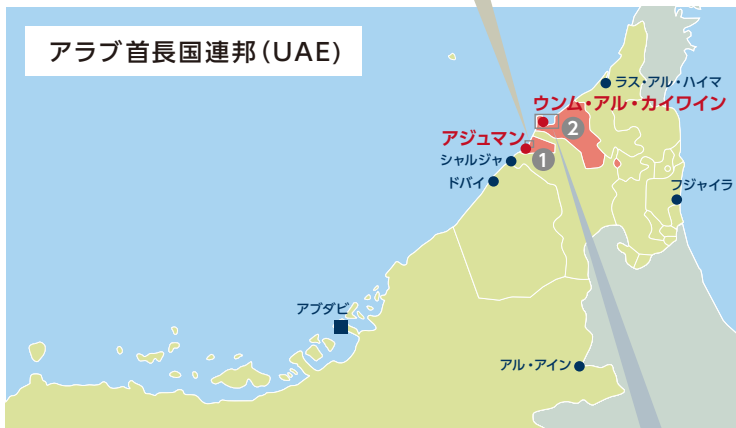 アラブ首長国連邦（UAE）
ラス・アル・ハイマ
ウンム・アル・カイワイン
2
アジュマン
1
シャルジャ
ドバイ
フジャイラ
アブダビ
アル・アイン